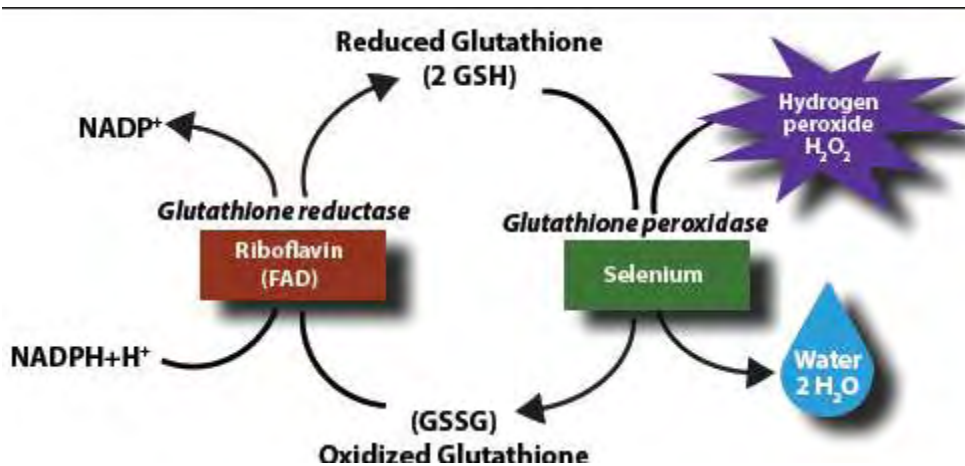 Reduced Glutathione
(2 GSH)
Hydrogen
peroxide
H₂O₂
NADP⁺
Glutathione reductase
Glutathione peroxidase
Riboflavin
(FAD)
Selenium
NADPH+H⁺
Water
2 H₂O
(GSSG)
Oxidized Glutathione